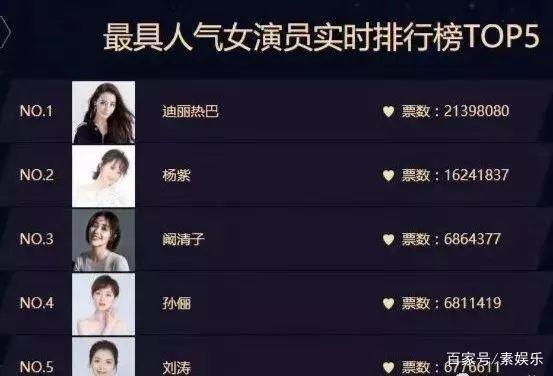 最具人气女演员实时排行榜TOP5
NO.1 迪丽热巴 票数：21398080
NO.2 杨紫 票数：16241837
NO.3 阚清子 票数：6864377
NO.4 孙俪 票数：6811419
NO.5 刘涛 票数：6776611
百家号/素娱乐